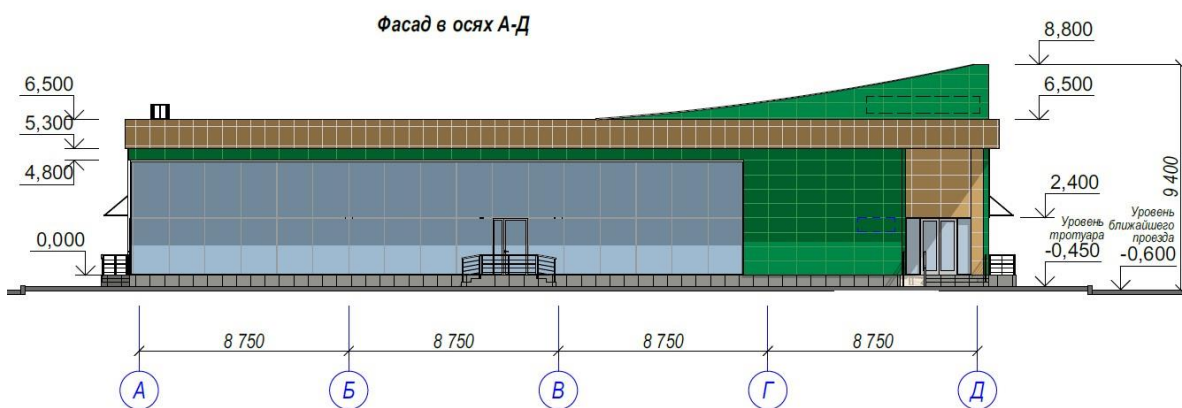 Фасад в осях А-Д
8,800
6,500
5,300
4,800
0,000
6,500
2,400
Уровень
тротуара
-0,450
Уровень
ближайшего
проезда
-0,600
9 400
8 750
8 750
8 750
8 750
А
Б
В
Г
Д